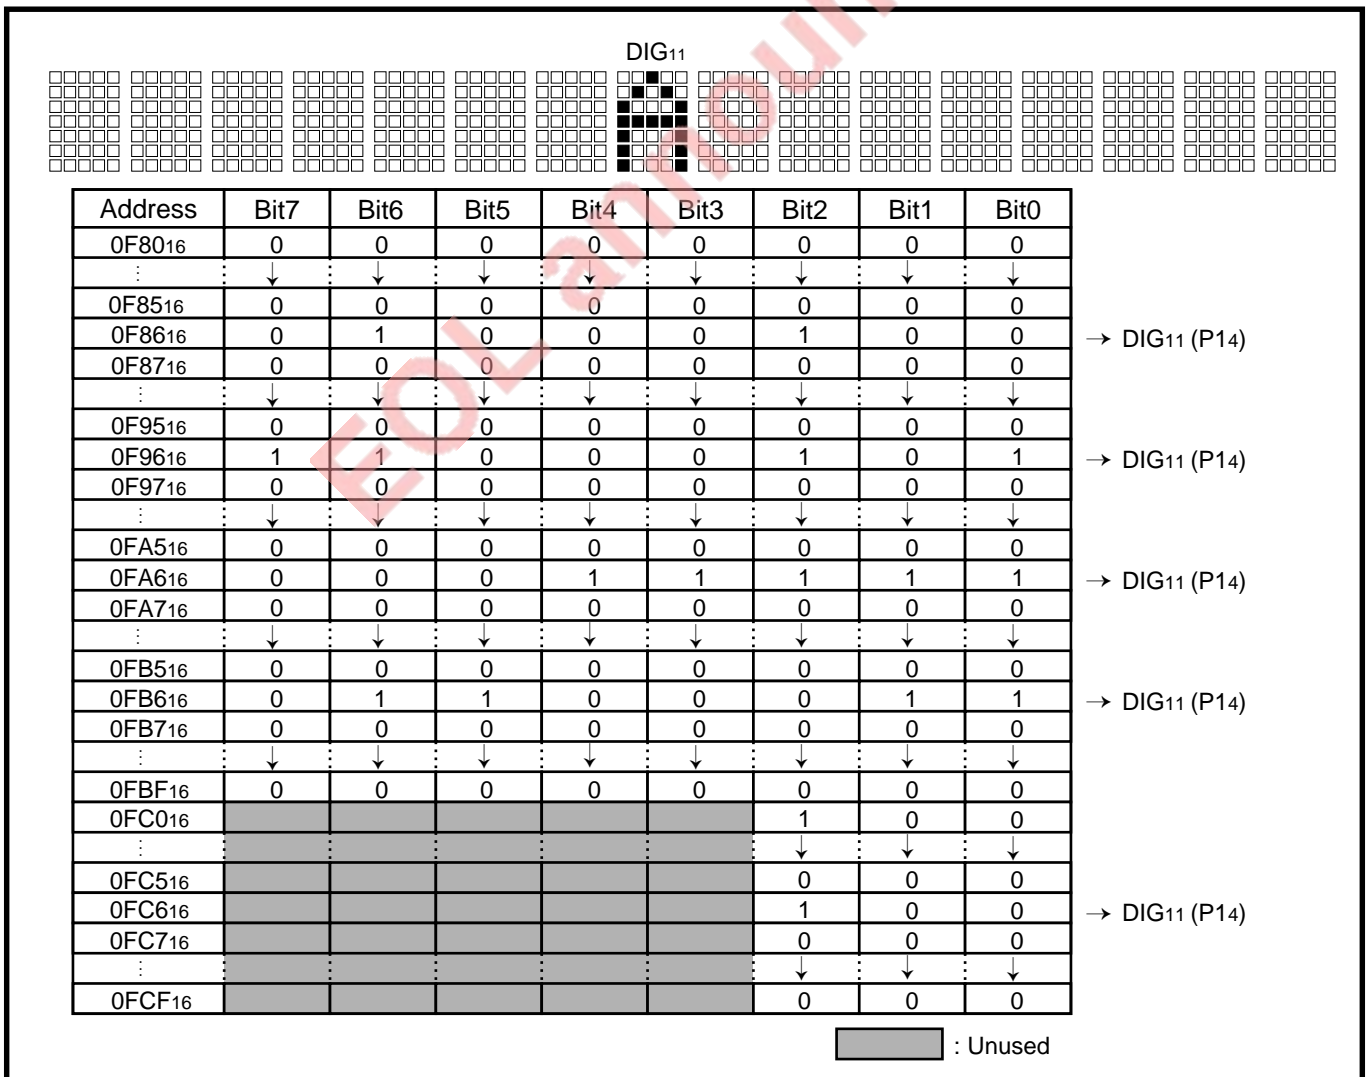 DIG11
Address Bit7 Bit6 Bit5 Bit4 Bit3 Bit2 Bit1 Bit0
0F8016 0 0 0 0 0 0 0 0
⋮ ↓ ↓ ↓ ↓ ↓ ↓ ↓ ↓
0F8516 0 0 0 0 0 0 0 0
0F8616 0 1 0 0 0 1 0 0 → DIG11 (P14)
0F8716 0 0 0 0 0 0 0 0
⋮ ↓ ↓ ↓ ↓ ↓ ↓ ↓ ↓
0F9516 0 0 0 0 0 0 0 0
0F9616 1 1 0 0 0 1 0 1 → DIG11 (P14)
0F9716 0 0 0 0 0 0 0 0
⋮ ↓ ↓ ↓ ↓ ↓ ↓ ↓ ↓
0FA516 0 0 0 0 0 0 0 0
0FA616 0 0 0 1 1 1 1 1 → DIG11 (P14)
0FA716 0 0 0 0 0 0 0 0
⋮ ↓ ↓ ↓ ↓ ↓ ↓ ↓ ↓
0FB516 0 0 0 0 0 0 0 0
0FB616 0 1 1 0 0 0 1 1 → DIG11 (P14)
0FB716 0 0 0 0 0 0 0 0
⋮ ↓ ↓ ↓ ↓ ↓ ↓ ↓ ↓
0FBF16 0 0 0 0 0 0 0 0
0FC016 1 0 0
⋮ ↓ ↓ ↓
0FC516 0 0 0
0FC616 1 0 0 → DIG11 (P14)
0FC716 0 0 0
⋮ ↓ ↓ ↓
0FCF16 0 0 0
: Unused
EOL announ